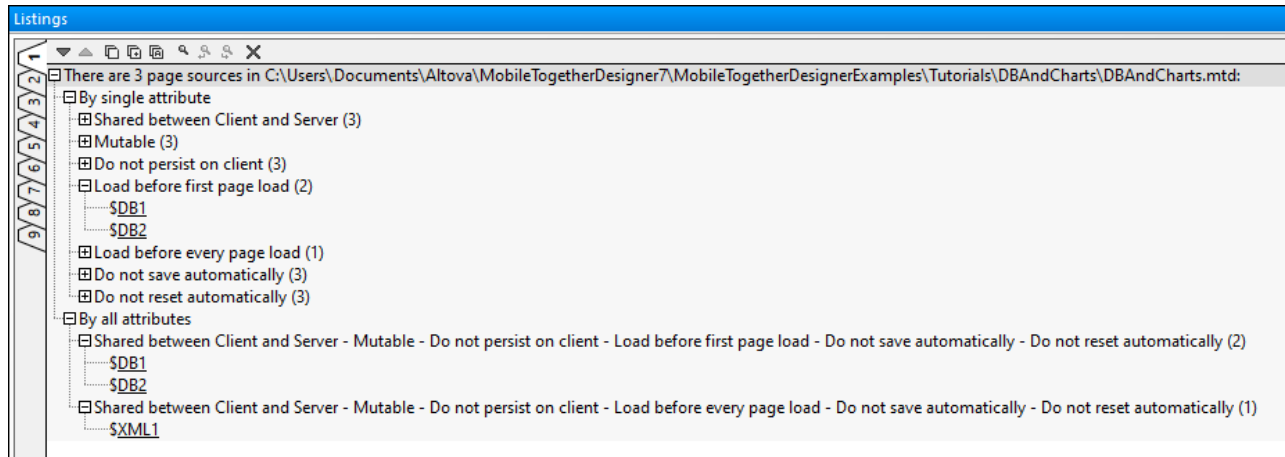 Listings
1
2
3
4
5
6
7
8
9
There are 3 page sources in C:\Users\Documents\Altova\MobileTogetherDesigner7\MobileTogetherDesignerExamples\Tutorials\DBAndCharts\DBAndCharts.mtd:
By single attribute
Shared between Client and Server (3)
Mutable (3)
Do not persist on client (3)
Load before first page load (2)
$DB1
$DB2
Load before every page load (1)
Do not save automatically (3)
Do not reset automatically (3)
By all attributes
Shared between Client and Server - Mutable - Do not persist on client - Load before first page load - Do not save automatically - Do not reset automatically (2)
$DB1
$DB2
Shared between Client and Server - Mutable - Do not persist on client - Load before every page load - Do not save automatically - Do not reset automatically (1)
$XML1